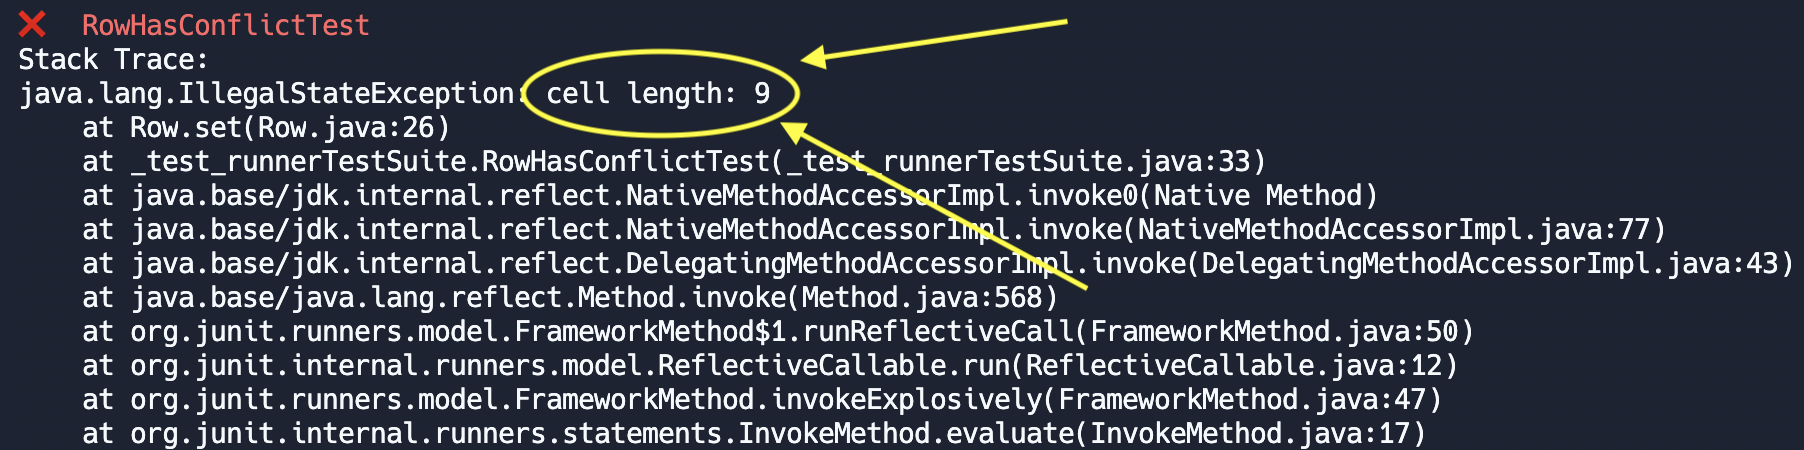 ❌ RowHasConflictTest
Stack Trace:
java.lang.IllegalStateException: cell length: 9
at Row.set(Row.java:26)
at _test_runnerTestSuite.RowHasConflictTest(_test_runnerTestSuite.java:33)
at java.base/jdk.internal.reflect.NativeMethodAccessorImpl.invoke0(Native Method)
at java.base/jdk.internal.reflect.NativeMethodAccessorImpl.invoke(NativeMethodAccessorImpl.java:77)
at java.base/jdk.internal.reflect.DelegatingMethodAccessorImpl.invoke(DelegatingMethodAccessorImpl.java:43)
at java.base/java.lang.reflect.Method.invoke(Method.java:568)
at org.junit.runners.model.FrameworkMethod$1.runReflectiveCall(FrameworkMethod.java:50)
at org.junit.internal.runners.model.ReflectiveCallable.run(ReflectiveCallable.java:12)
at org.junit.runners.model.FrameworkMethod.invokeExplosively(FrameworkMethod.java:47)
at org.junit.internal.runners.statements.InvokeMethod.evaluate(InvokeMethod.java:17)